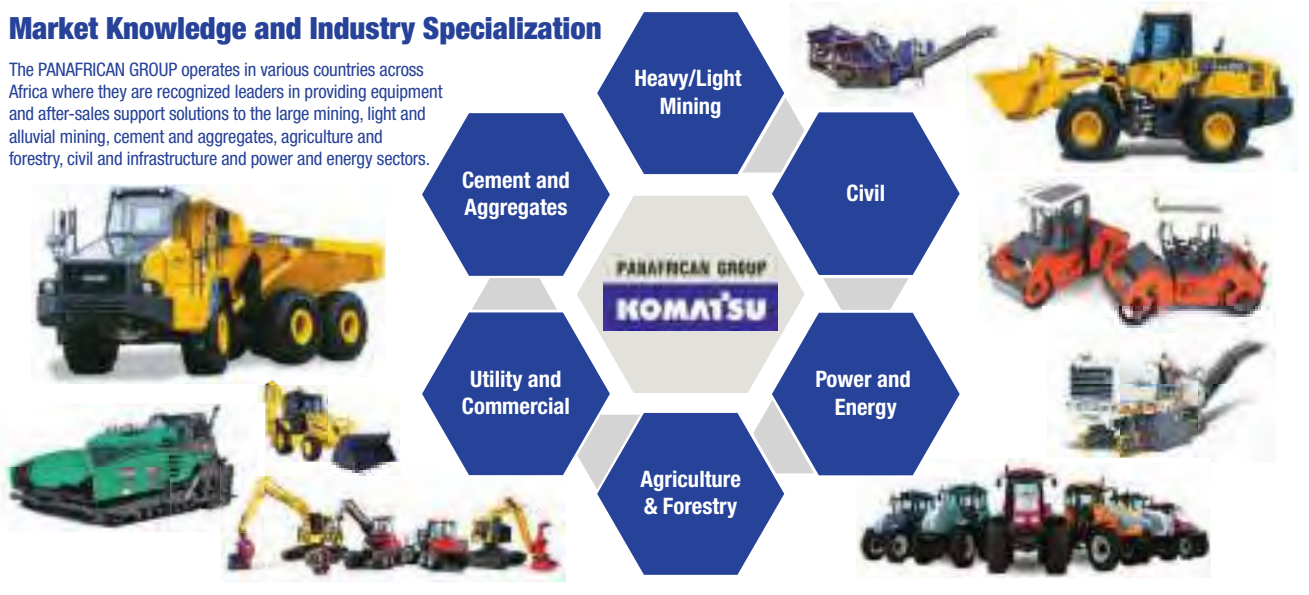 Market Knowledge and Industry Specialization
The PANAFRICAN GROUP operates in various countries across
Africa where they are recognized leaders in providing equipment
and after-sales support solutions to the large mining, light and
alluvial mining, cement and aggregates, agriculture and
forestry, civil and infrastructure and power and energy sectors.
Heavy/Light
Mining
Cement and
Aggregates
Civil
PANAFRICAN GROUP
KOMATSU
Utility and
Commercial
Power and
Energy
Agriculture
& Forestry